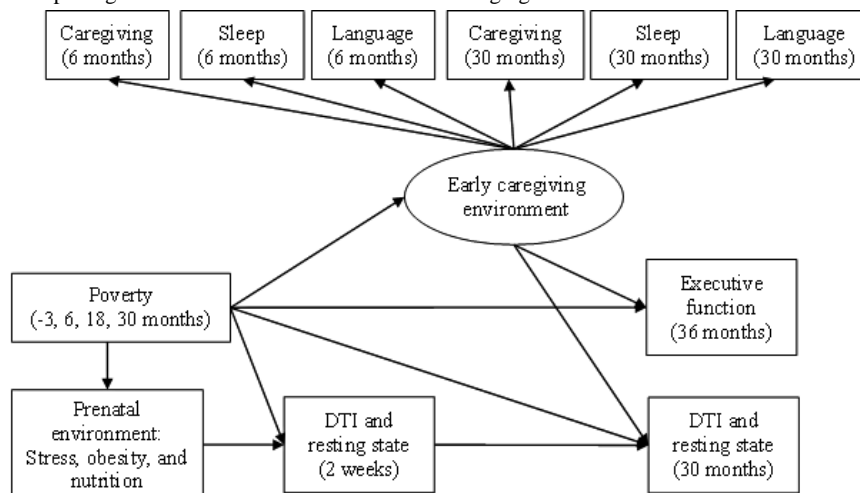 Caregiving
(6 months)
Sleep
(6 months)
Language
(6 months)
Caregiving
(30 months)
Sleep
(30 months)
Language
(30 months)
Early caregiving
environment
Poverty
(-3, 6, 18, 30 months)
Executive
function
(36 months)
Prenatal
environment:
Stress, obesity, and
nutrition
DTI and
resting state
(2 weeks)
DTI and
resting state
(30 months)